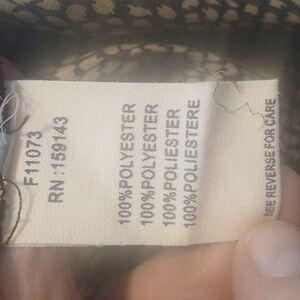 F11073
RN:159143
100%POLYESTER
100%POLYESTER
100%POLIESTER
100%POLIESTERE
SEE REVERSE FOR CARE